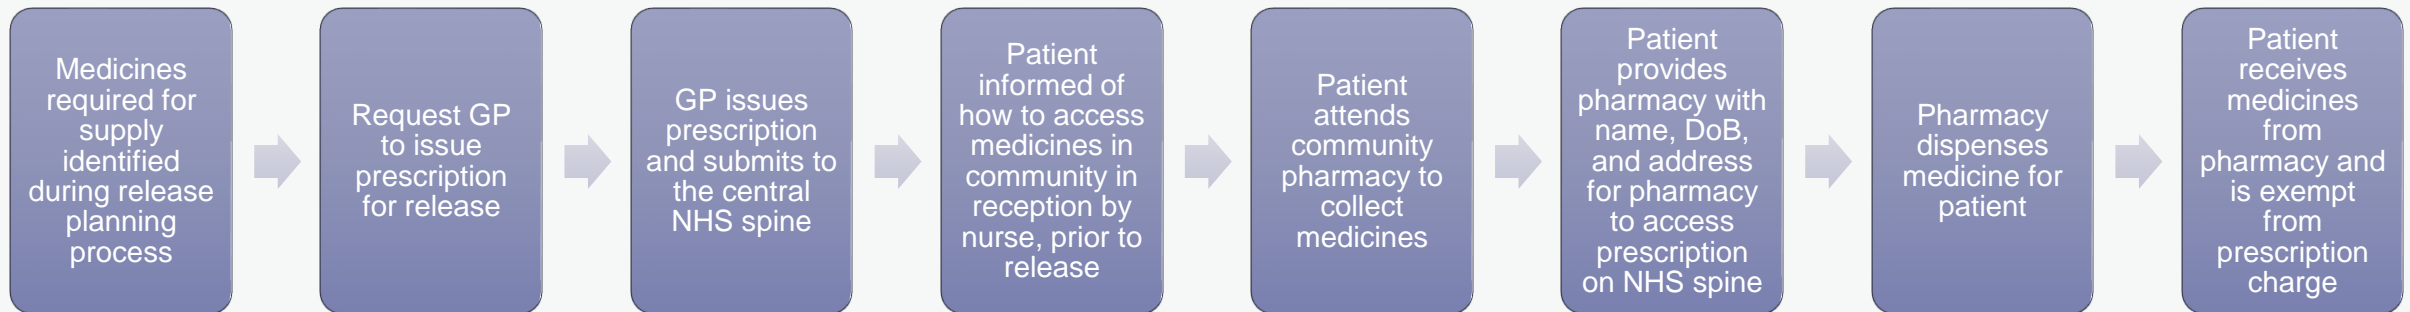 Medicines
required for
supply
identified
during release
planning
process
Request GP
to issue
prescription
for release
GP issues
prescription
and submits to
the central
NHS spine
Patient
informed of
how to access
medicines in
community in
reception by
nurse, prior to
release
Patient
attends
community
pharmacy to
collect
medicines
Patient
provides
pharmacy with
name, DoB,
and address
for pharmacy
to access
prescription
on NHS spine
Pharmacy
dispenses
medicine for
patient
Patient
receives
medicines
from
pharmacy and
is exempt
from
prescription
charge